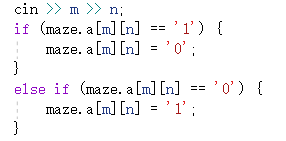 cin >> m >> n;
if (maze.a[m][n] == '1') {
    maze.a[m][n] = '0';
}
else if (maze.a[m][n] == '0') {
    maze.a[m][n] = '1';
}